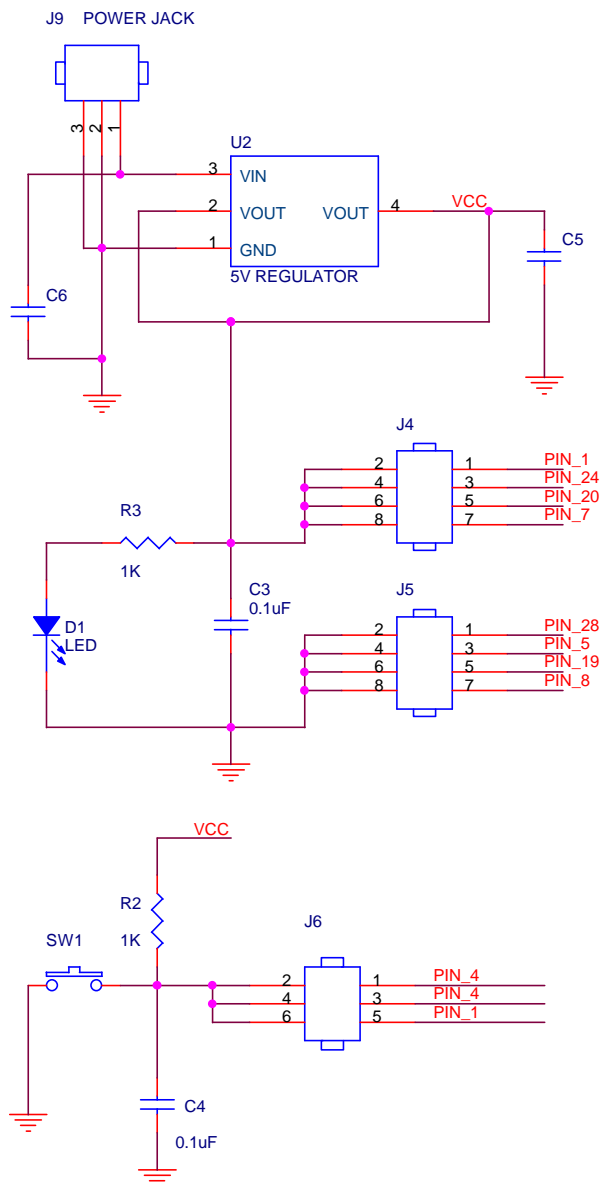 J9 POWER JACK
3 2 1
U2
3 VIN
VCC
2 VOUT VOUT 4
C5
1 GND
5V REGULATOR
C6
J4
2 1 PIN_1
4 3 PIN_24
6 5 PIN_20
8 7 PIN_7
R3
1K
C3
0.1uF
J5
D1
LED
2 1 PIN_28
4 3 PIN_5
6 5 PIN_19
8 7 PIN_8
VCC
R2
1K
J6
SW1
2 1 PIN_4
4 3 PIN_4
6 5 PIN_1
C4
0.1uF